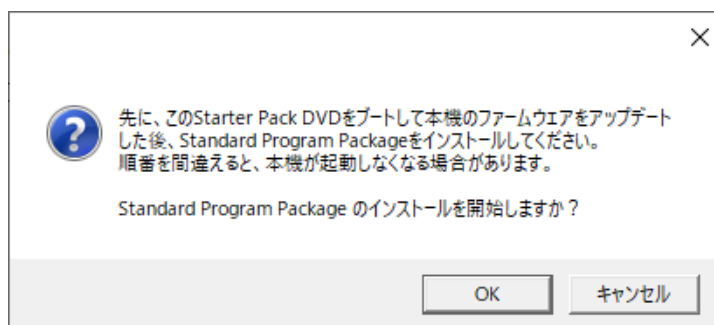 先に、このStarter Pack DVDをブートして本機のファームウェアをアップデート
した後、Standard Program Packageをインストールしてください。
順番を間違えると、本機が起動しなくなる場合があります。
Standard Program Package のインストールを開始しますか？
OK
キャンセル